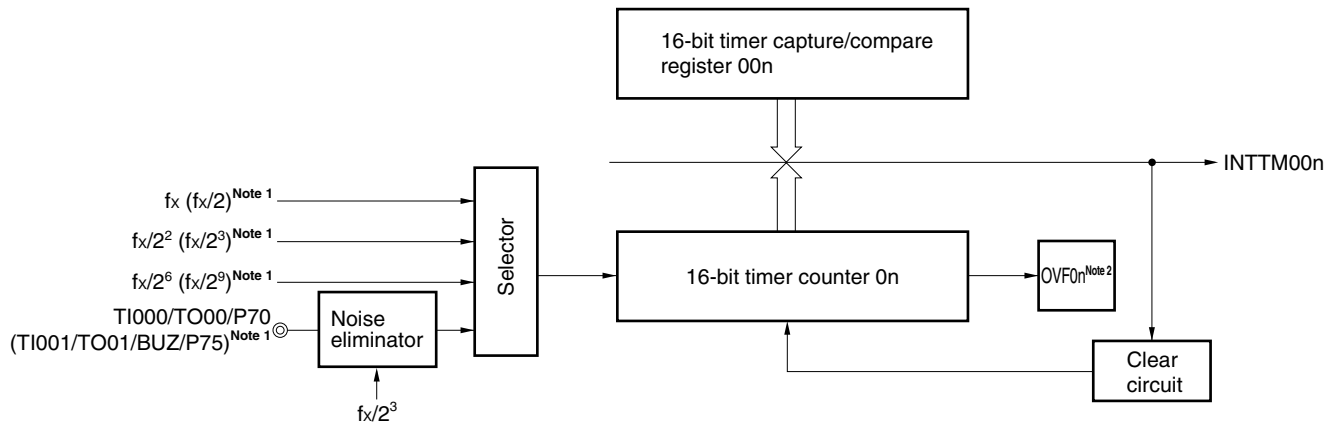 16-bit timer capture/compare
register 00n
INTTM00n
fx (fx/2)Note 1
fx/2² (fx/2³)Note 1
fx/2⁶ (fx/2⁹)Note 1
TI000/TO00/P70
(TI001/TO01/BUZ/P75)Note 1
Noise
eliminator
fx/2³
Selector
16-bit timer counter 0n
OVF0nNote 2
Clear
circuit